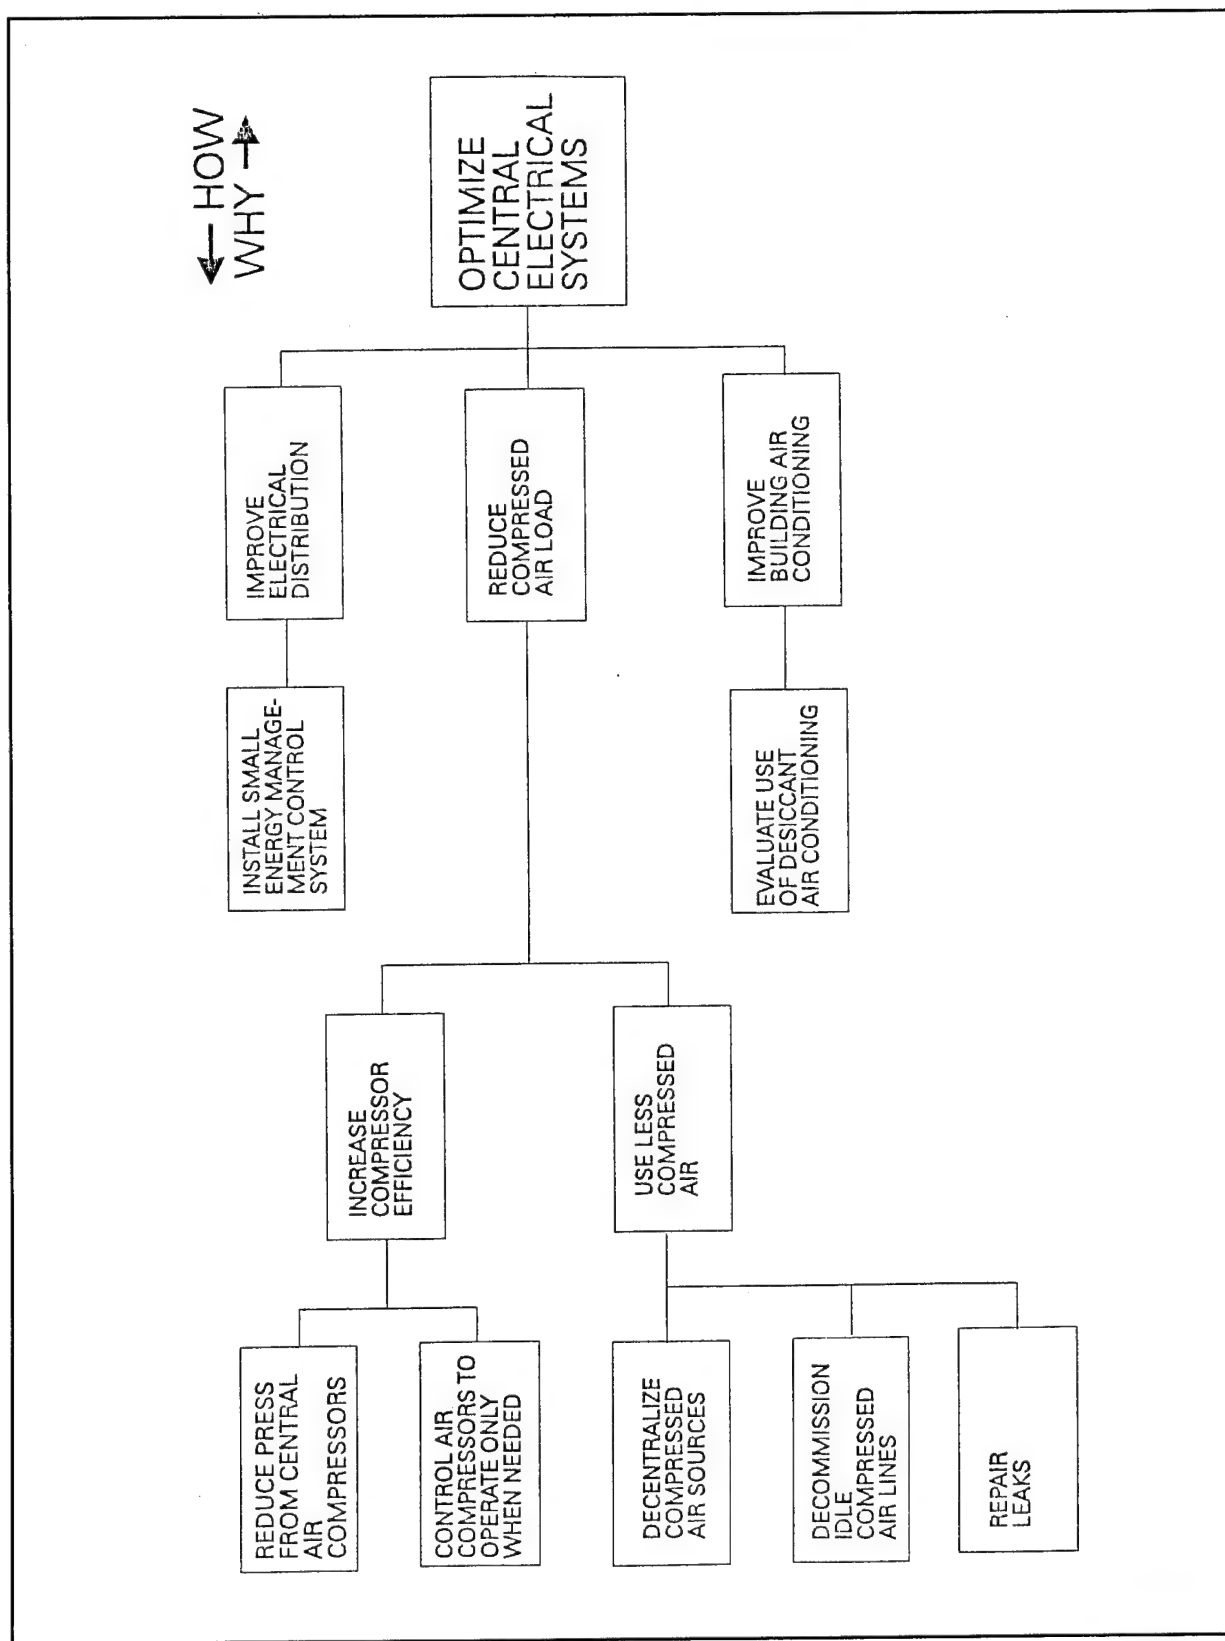 ← HOW
WHY →
REDUCE PRESS
FROM CENTRAL
AIR
COMPRESSORS
CONTROL AIR
COMPRESSORS TO
OPERATE ONLY
WHEN NEEDED
DECENTRALIZE
COMPRESSED
AIR SOURCES
DECOMMISSION
IDLE
COMPRESSED
AIR LINES
REPAIR
LEAKS
INCREASE
COMPRESSOR
EFFICIENCY
USE LESS
COMPRESSED
AIR
INSTALL SMALL
ENERGY MANAGE-
MENT CONTROL
SYSTEM
EVALUATE USE
OF DESICCANT
AIR CONDITIONING
IMPROVE
ELECTRICAL
DISTRIBUTION
REDUCE
COMPRESSED
AIR LOAD
IMPROVE
BUILDING AIR
CONDITIONING
OPTIMIZE
CENTRAL
ELECTRICAL
SYSTEMS